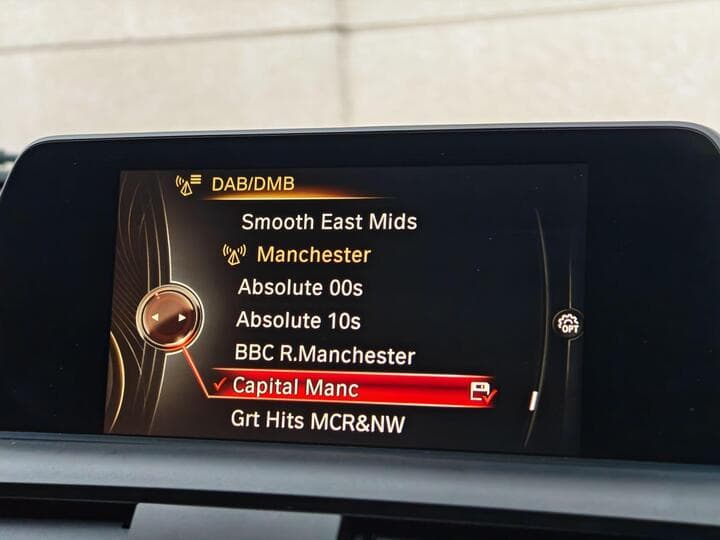 DAB/DMB
Smooth East Mids
Manchester
Absolute 00s
Absolute 10s
BBC R.Manchester
Capital Manc
Grt Hits MCR&NW
OPT